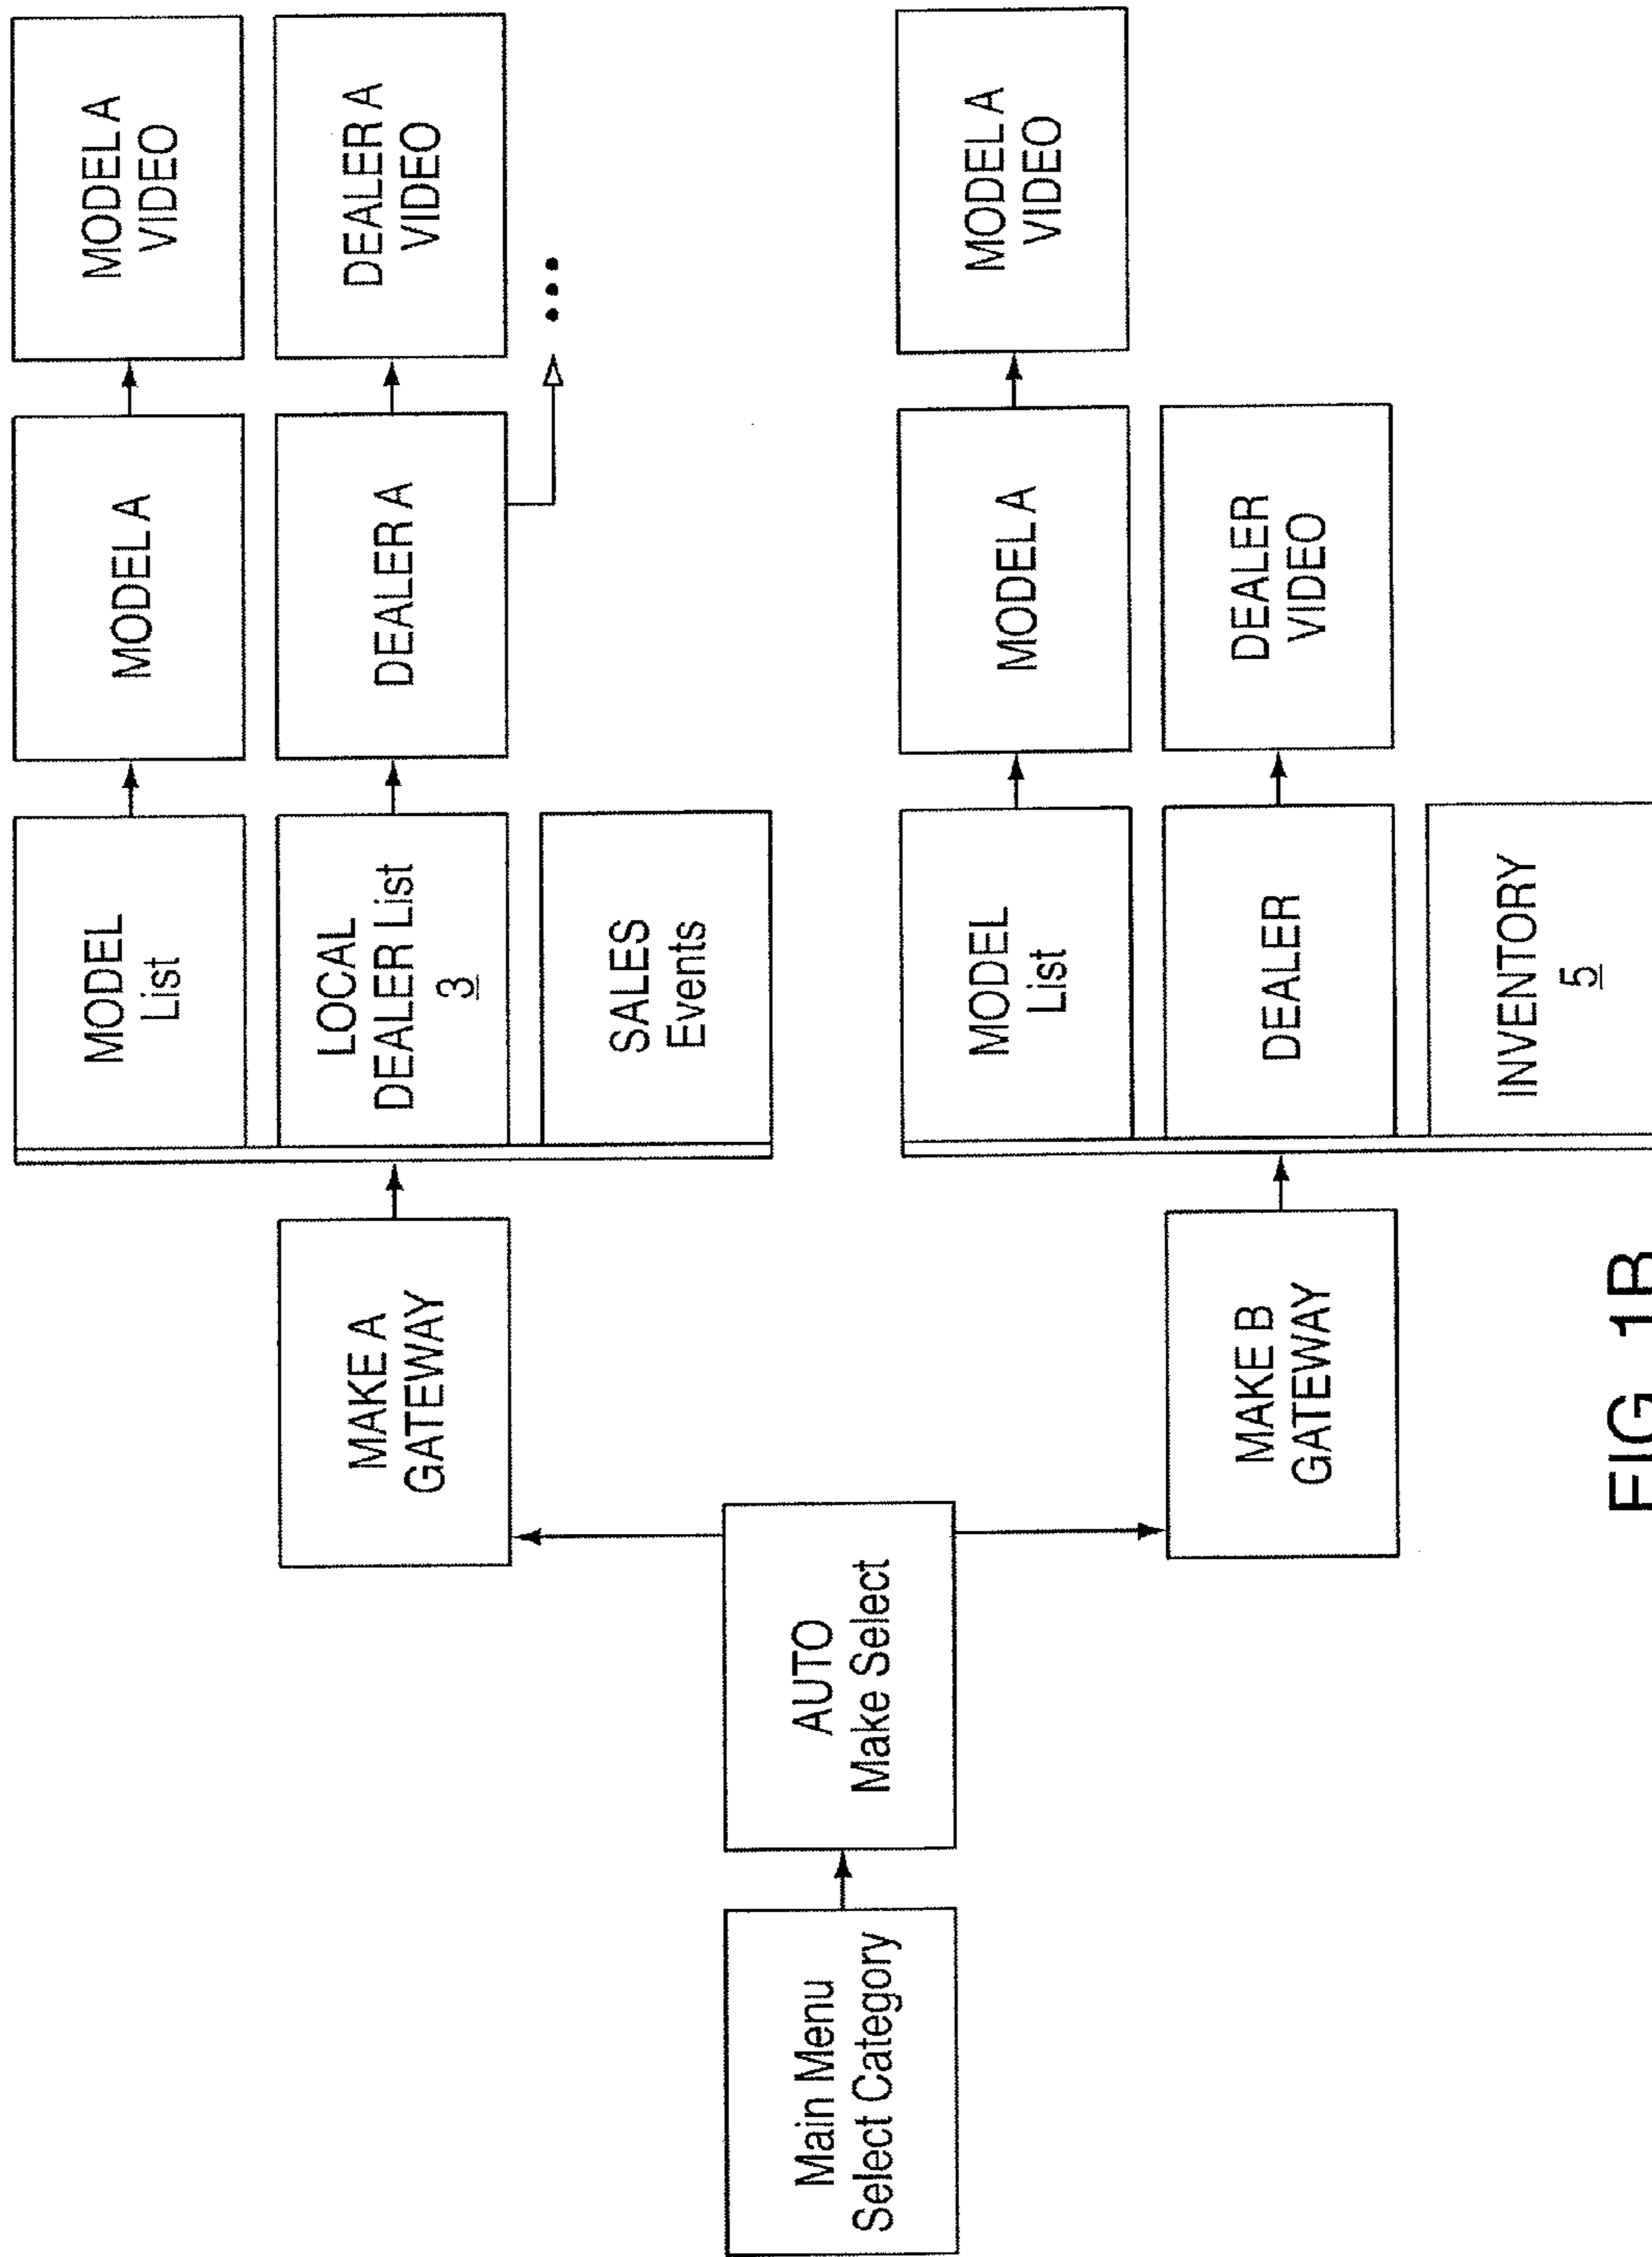 Main Menu
Select Category
AUTO
Make Select
MAKE A
GATEWAY
MODEL
List
MODEL A
MODEL A
VIDEO
LOCAL
DEALER List
3
DEALER A
DEALER A
VIDEO
SALES
Events
MAKE B
GATEWAY
MODEL
List
MODEL A
MODEL A
VIDEO
DEALER
DEALER
VIDEO
INVENTORY
5
FIG. 1B